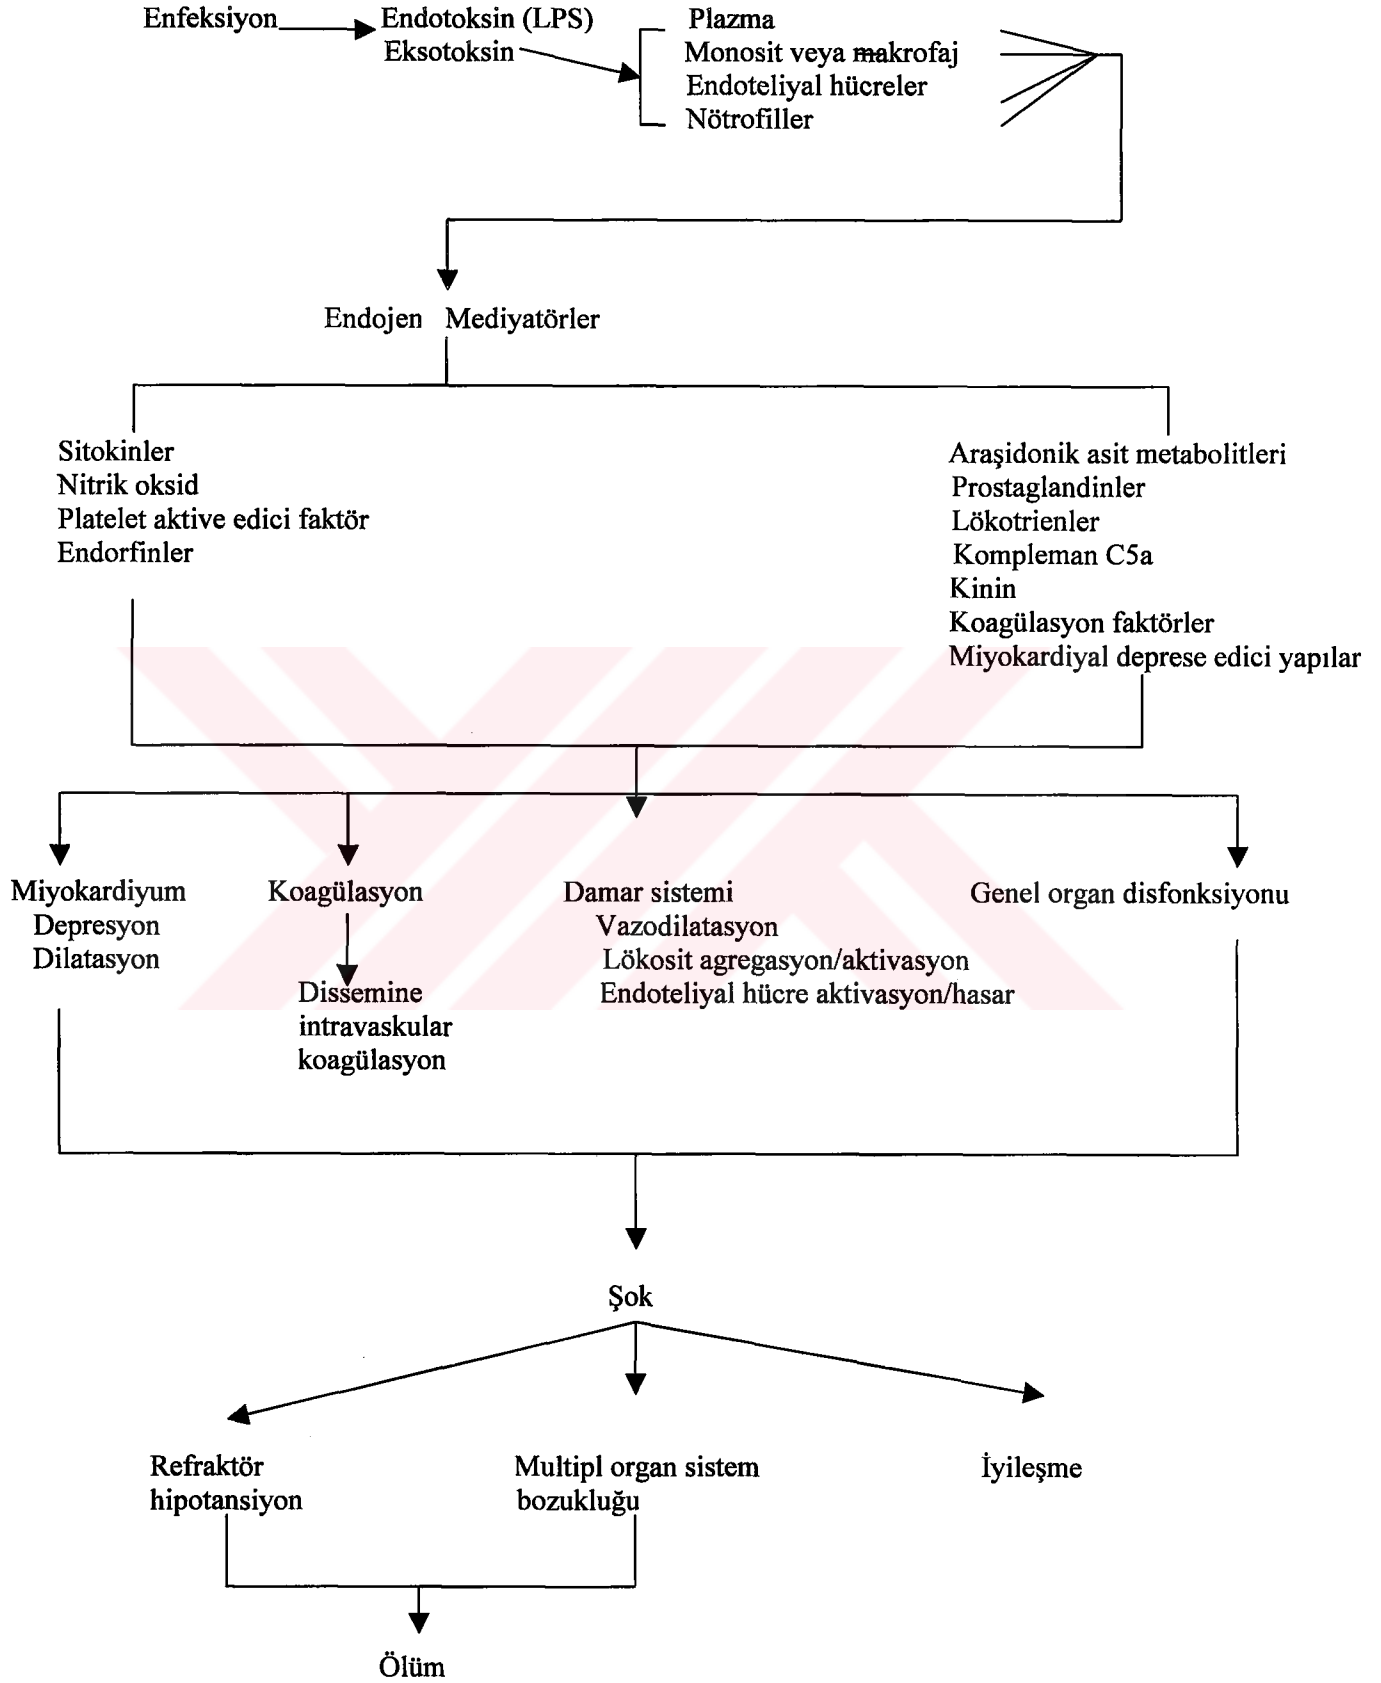 Enfeksiyon
Endotoksin (LPS)
Eksotoksin
Plazma
Monosit veya makrofaj
Endoteliyal hücreler
Nötrofiller
Endojen Mediyatörler
Sitokinler
Nitrik oksid
Platelet aktive edici faktör
Endorfinler
Araşidonik asit metabolitleri
Prostaglandinler
Lökotrienler
Kompleman C5a
Kinin
Koagülasyon faktörler
Miyokardiyal deprese edici yapılar
Miyokardiyum
Depresyon
Dilatasyon
Koagülasyon
Dissemine
intravaskular
koagülasyon
Damar sistemi
Vazodilatasyon
Lökosit agregasyon/aktivasyon
Endoteliyal hücre aktivasyon/hasar
Genel organ disfonksiyonu
Şok
Refraktör
hipotansiyon
Multipl organ sistem
bozukluğu
İyileşme
Ölüm